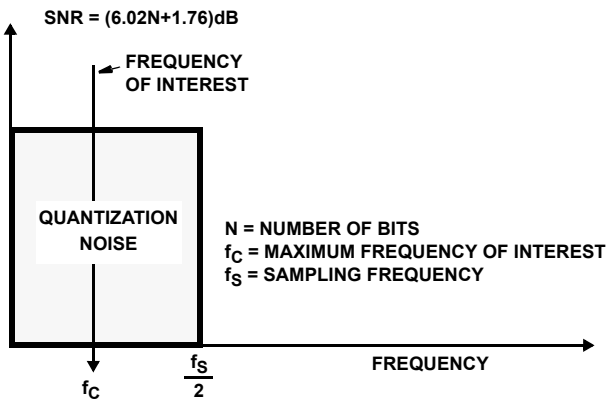 SNR = (6.02N+1.76)dB
FREQUENCY
OF INTEREST
QUANTIZATION
NOISE
N = NUMBER OF BITS
fC = MAXIMUM FREQUENCY OF INTEREST
fS = SAMPLING FREQUENCY
fC
fS
2
FREQUENCY